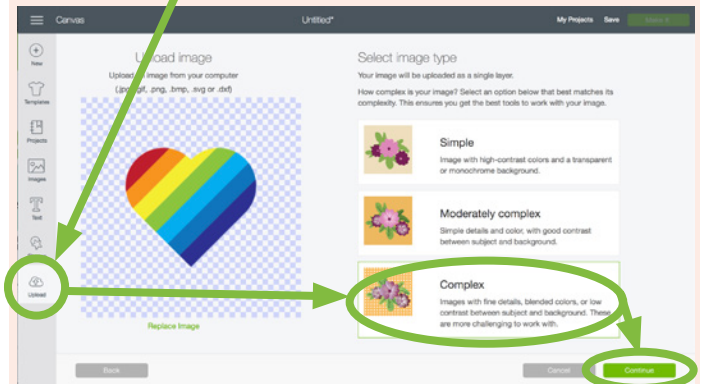 Canvas
Untitled*
My Projects Save Make It
New
Templates
Projects
Images
Text
Upload
Upload image
Upload an image from your computer
(.jpg, .gif, .png, .bmp, .svg or .dxf)
Replace Image
Select image type
Your image will be uploaded as a single layer.
How complex is your image? Select an option below that best matches its
complexity. This ensures you get the best tools to work with your image.
Simple
Image with high-contrast colors and a transparent
or monochrome background.
Moderately complex
Simple details and color, with good contrast
between subject and background.
Complex
Images with fine details, blended colors, or low
contrast between subject and background. These
are more challenging to work with.
Back
Cancel
Continue